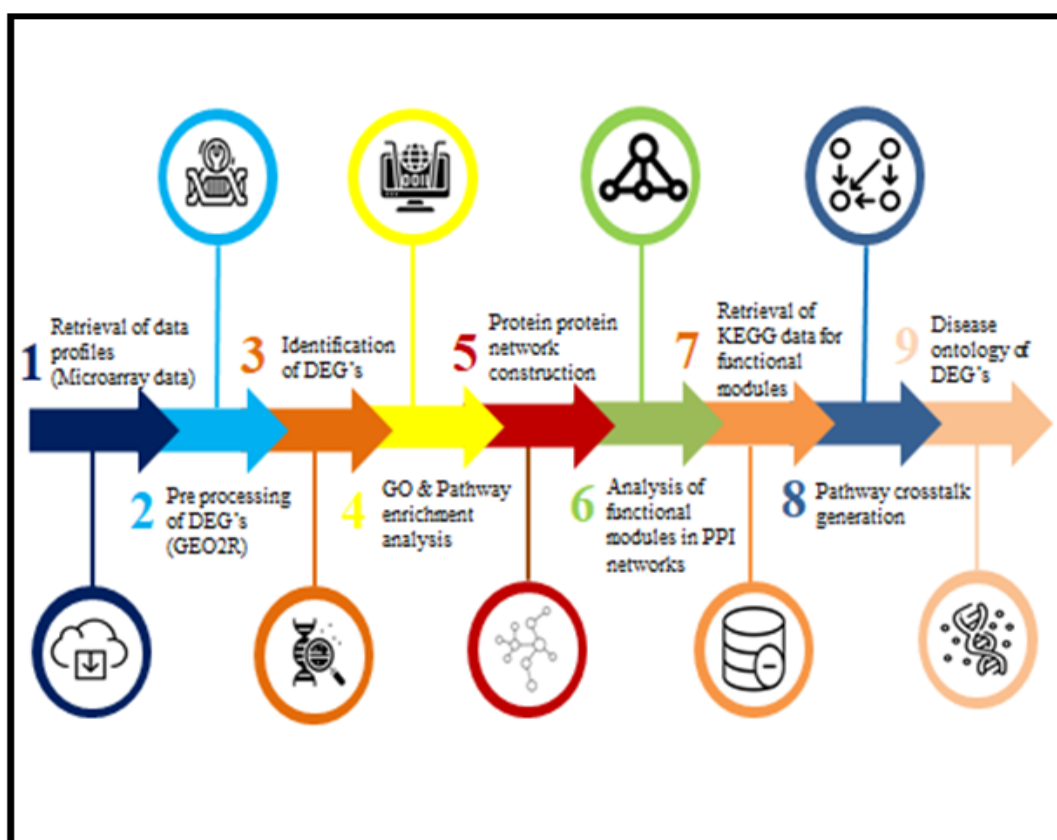 1
Retrieval of data
profiles
(Microarray data)
2
Pre processing
of DEG's
(GEO2R)
3
Identification
of DEG's
4
GO & Pathway
enrichment
analysis
5
Protein protein
network
construction
6
Analysis of
functional
modules in PPI
networks
7
Retrieval of
KEGG data for
functional
modules
8
Pathway crosstalk
generation
9
Disease
ontology of
DEG's